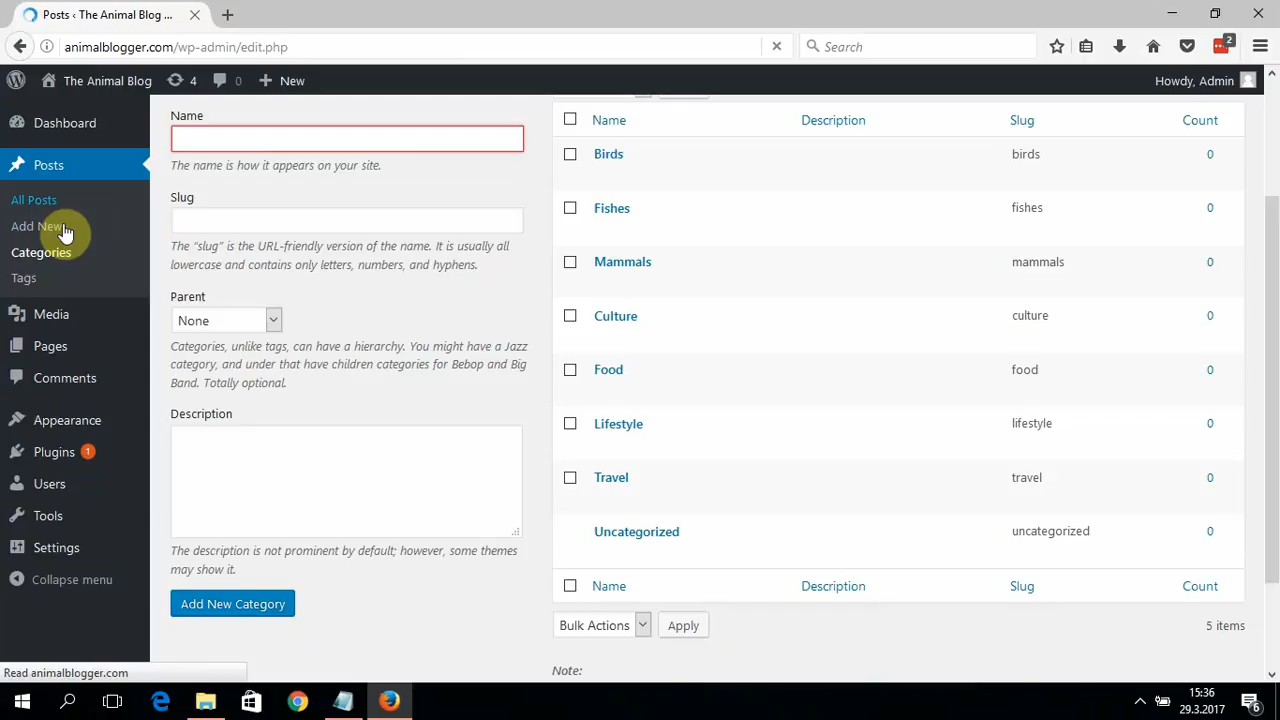 Posts ‹ The Animal Blog ...
animalblogger.com/wp-admin/edit.php
Search
2
The Animal Blog
4
0
New
Howdy, Admin
Dashboard
Posts
All Posts
Add New
Categories
Tags
Media
Pages
Comments
Appearance
Plugins 1
Users
Tools
Settings
Collapse menu
Name
The name is how it appears on your site.
Slug
The "slug" is the URL-friendly version of the name. It is usually all
lowercase and contains only letters, numbers, and hyphens.
Parent
None
Categories, unlike tags, can have a hierarchy. You might have a Jazz
category, and under that have children categories for Bebop and Big
Band. Totally optional.
Description
The description is not prominent by default; however, some themes
may show it.
Add New Category
Name Description Slug Count
Birds birds 0
Fishes fishes 0
Mammals mammals 0
Culture culture 0
Food food 0
Lifestyle lifestyle 0
Travel travel 0
Uncategorized uncategorized 0
Name Description Slug Count
Bulk Actions Apply 5 items
Note:
Read animalblogger.com
15:36
29.3.2017
6